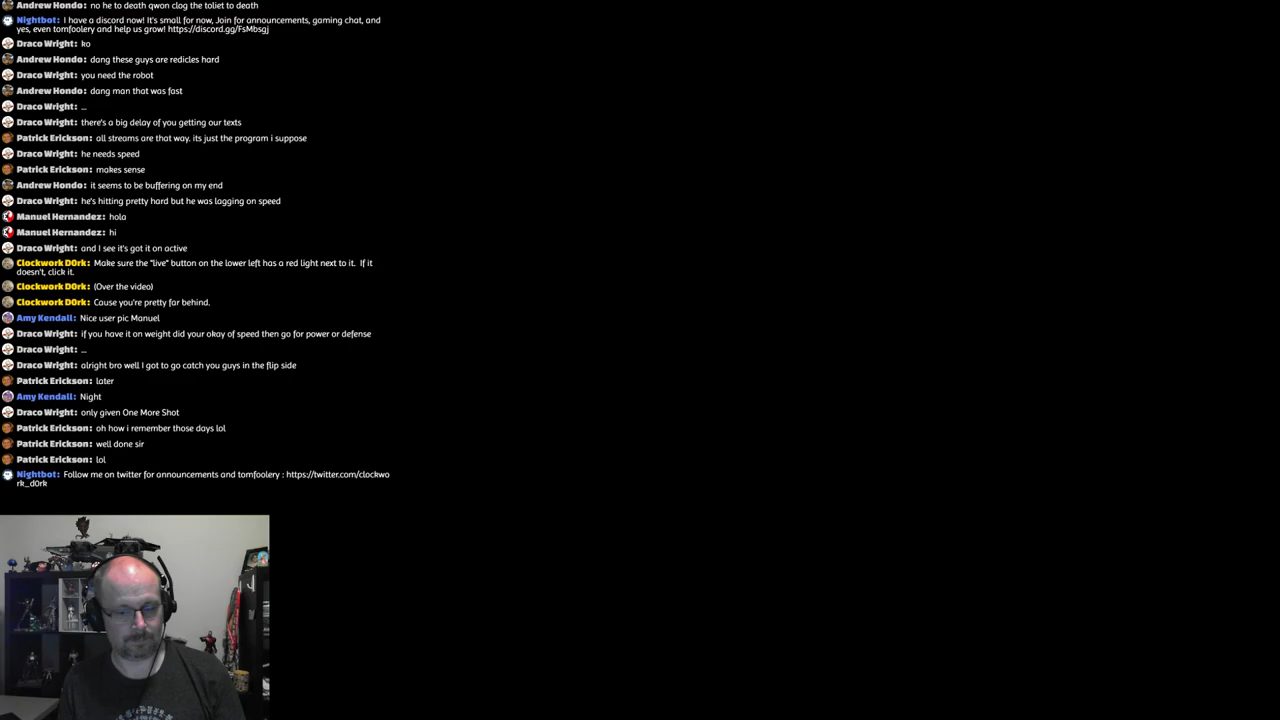 Andrew Hondo: no he to death qwon clog the toliet to death
Nightbot: I have a discord now! It's small for now, Join for announcements, gaming chat, and
yes, even tomfoolery and help us grow! https://discord.gg/FsMbsgj
Draco Wright: ko
Andrew Hondo: dang these guys are redicles hard
Draco Wright: you need the robot
Andrew Hondo: dang man that was fast
Draco Wright: ...
Draco Wright: there's a big delay of you getting our texts
Patrick Erickson: all streams are that way. its just the program i suppose
Draco Wright: he needs speed
Patrick Erickson: makes sense
Andrew Hondo: it seems to be buffering on my end
Draco Wright: he's hitting pretty hard but he was lagging on speed
Manuel Hernandez: hola
Manuel Hernandez: hi
Draco Wright: and I see it's got it on active
Clockwork D0rk: Make sure the "live" button on the lower left has a red light next to it. If it
doesn't, click it.
Clockwork D0rk: (Over the video)
Clockwork D0rk: Cause you're pretty far behind.
Amy Kendall: Nice user pic Manuel
Draco Wright: if you have it on weight did your okay of speed then go for power or defense
Draco Wright: ...
Draco Wright: alright bro well I got to go catch you guys in the flip side
Patrick Erickson: later
Amy Kendall: Night
Draco Wright: only given One More Shot
Patrick Erickson: oh how i remember those days lol
Patrick Erickson: well done sir
Patrick Erickson: lol
Nightbot: Follow me on twitter for announcements and tomfoolery : https://twitter.com/clockwo
rk_d0rk